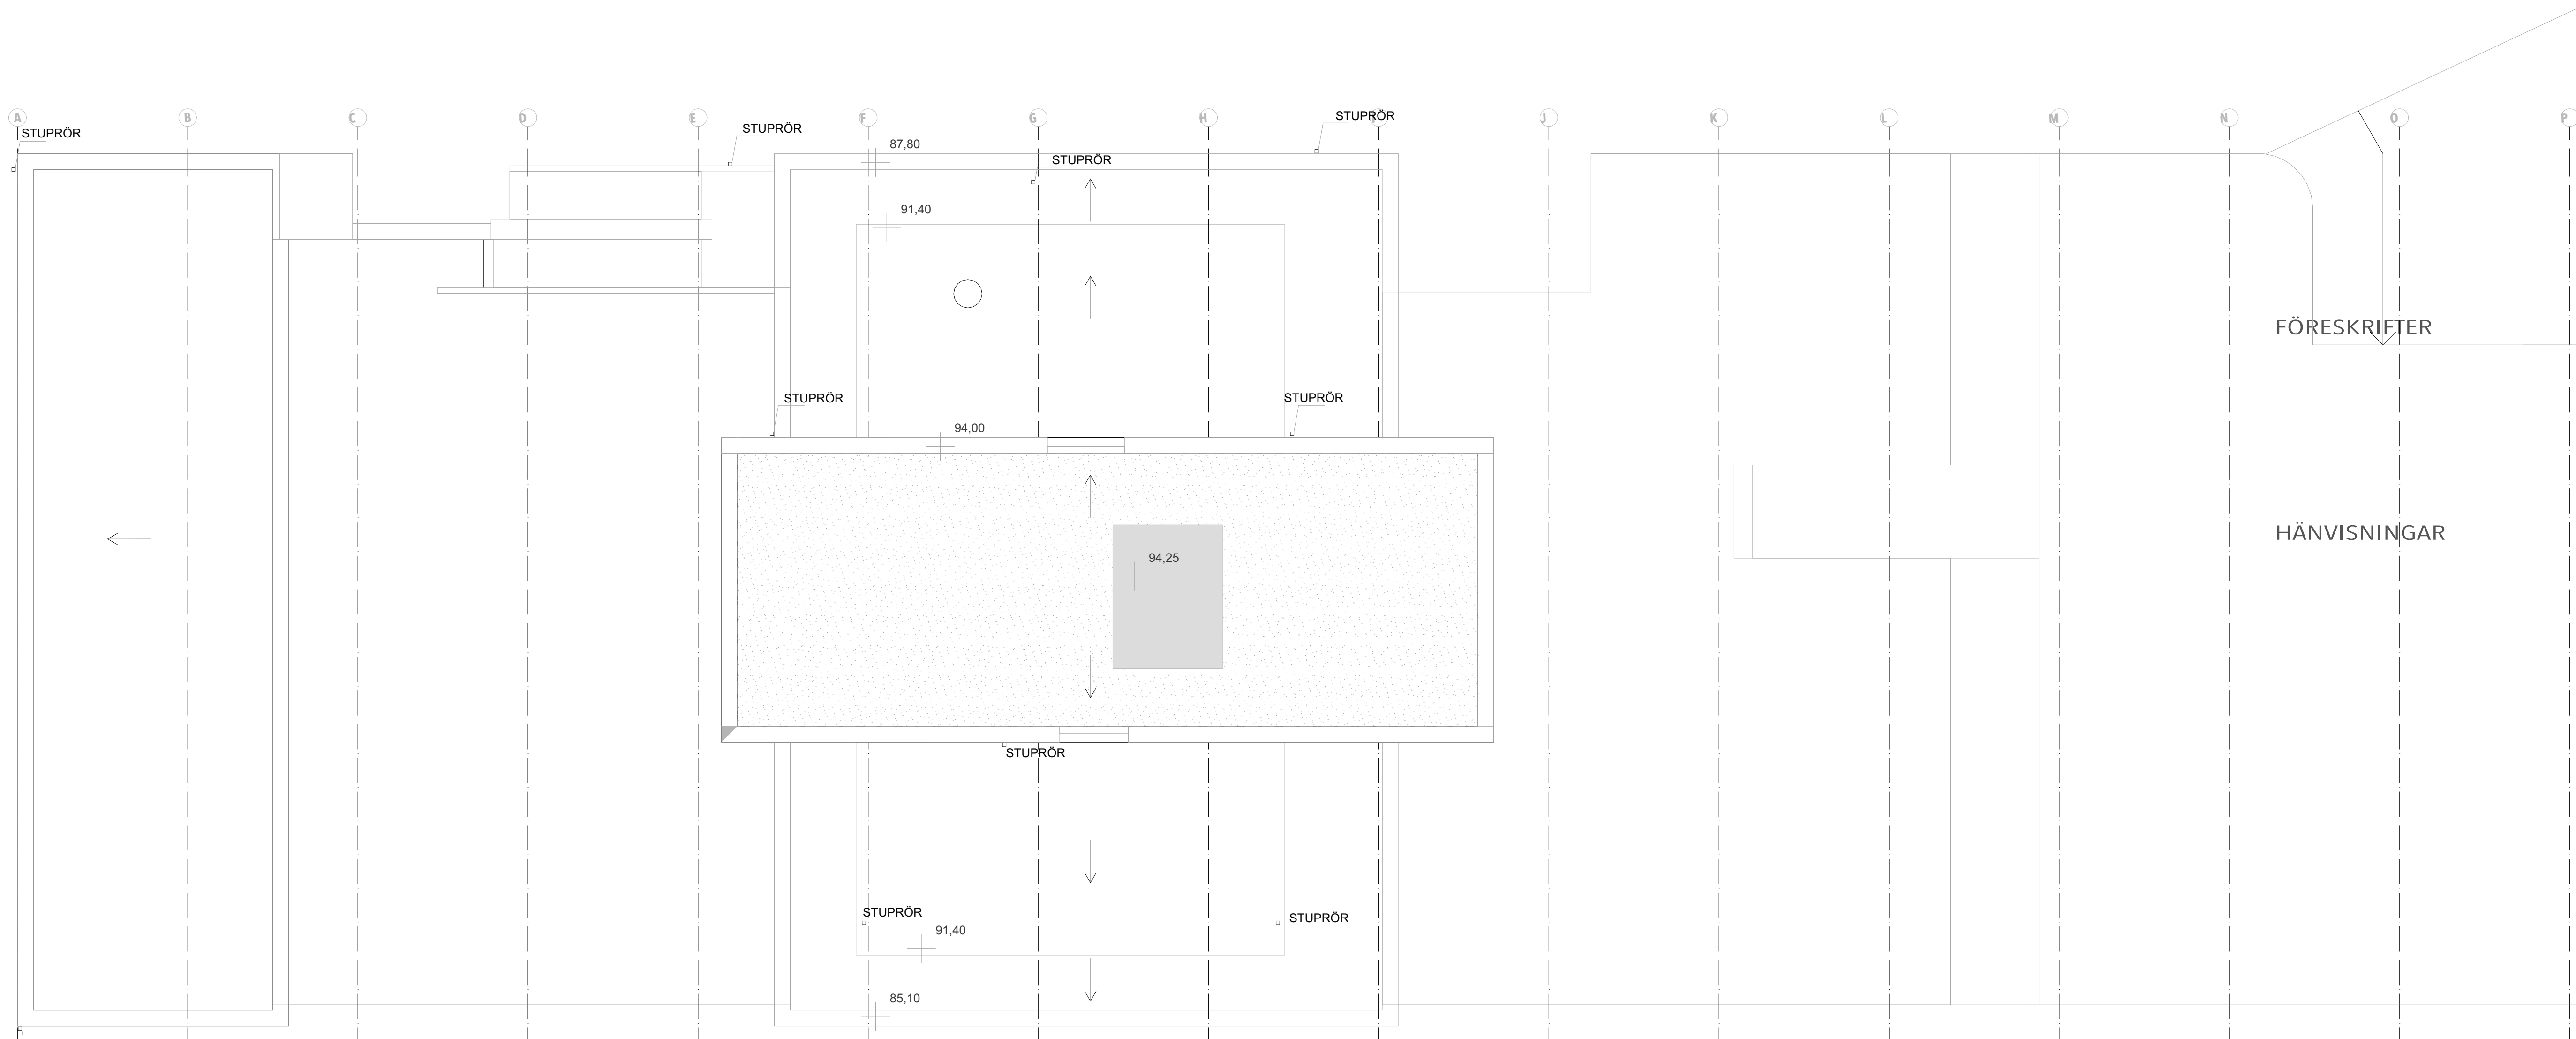 A B C D E F G H J K L M N O P
STUPRÖR
STUPRÖR
STUPRÖR
87,80
STUPRÖR
91,40
FÖRESKRIFTER
STUPRÖR
STUPRÖR
94,00
HÄNVISNINGAR
94,25
STUPRÖR
STUPRÖR
STUPRÖR
91,40
85,10